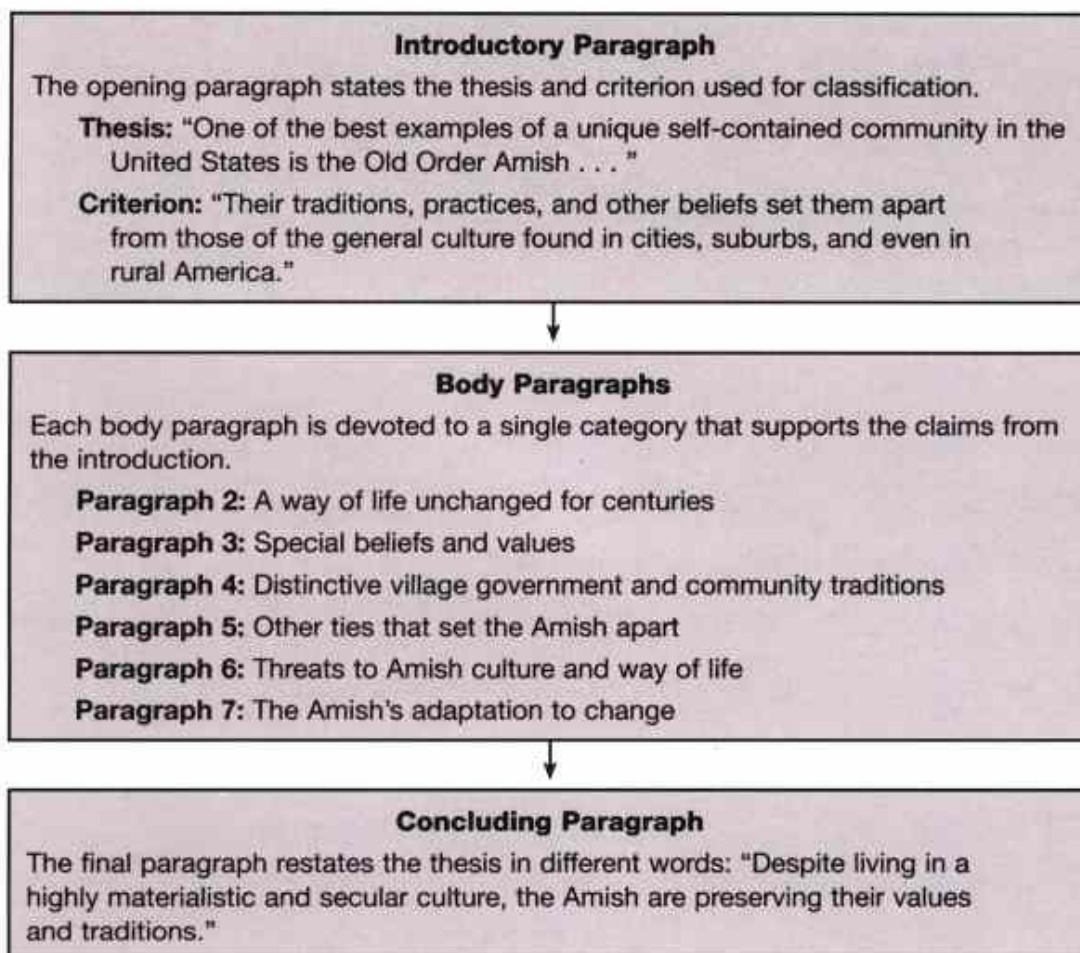 Introductory Paragraph
The opening paragraph states the thesis and criterion used for classification.
Thesis: “One of the best examples of a unique self-contained community in the
United States is the Old Order Amish . . . ”
Criterion: “Their traditions, practices, and other beliefs set them apart
from those of the general culture found in cities, suburbs, and even in
rural America.”
Body Paragraphs
Each body paragraph is devoted to a single category that supports the claims from
the introduction.
Paragraph 2: A way of life unchanged for centuries
Paragraph 3: Special beliefs and values
Paragraph 4: Distinctive village government and community traditions
Paragraph 5: Other ties that set the Amish apart
Paragraph 6: Threats to Amish culture and way of life
Paragraph 7: The Amish’s adaptation to change
Concluding Paragraph
The final paragraph restates the thesis in different words: “Despite living in a
highly materialistic and secular culture, the Amish are preserving their values
and traditions.”